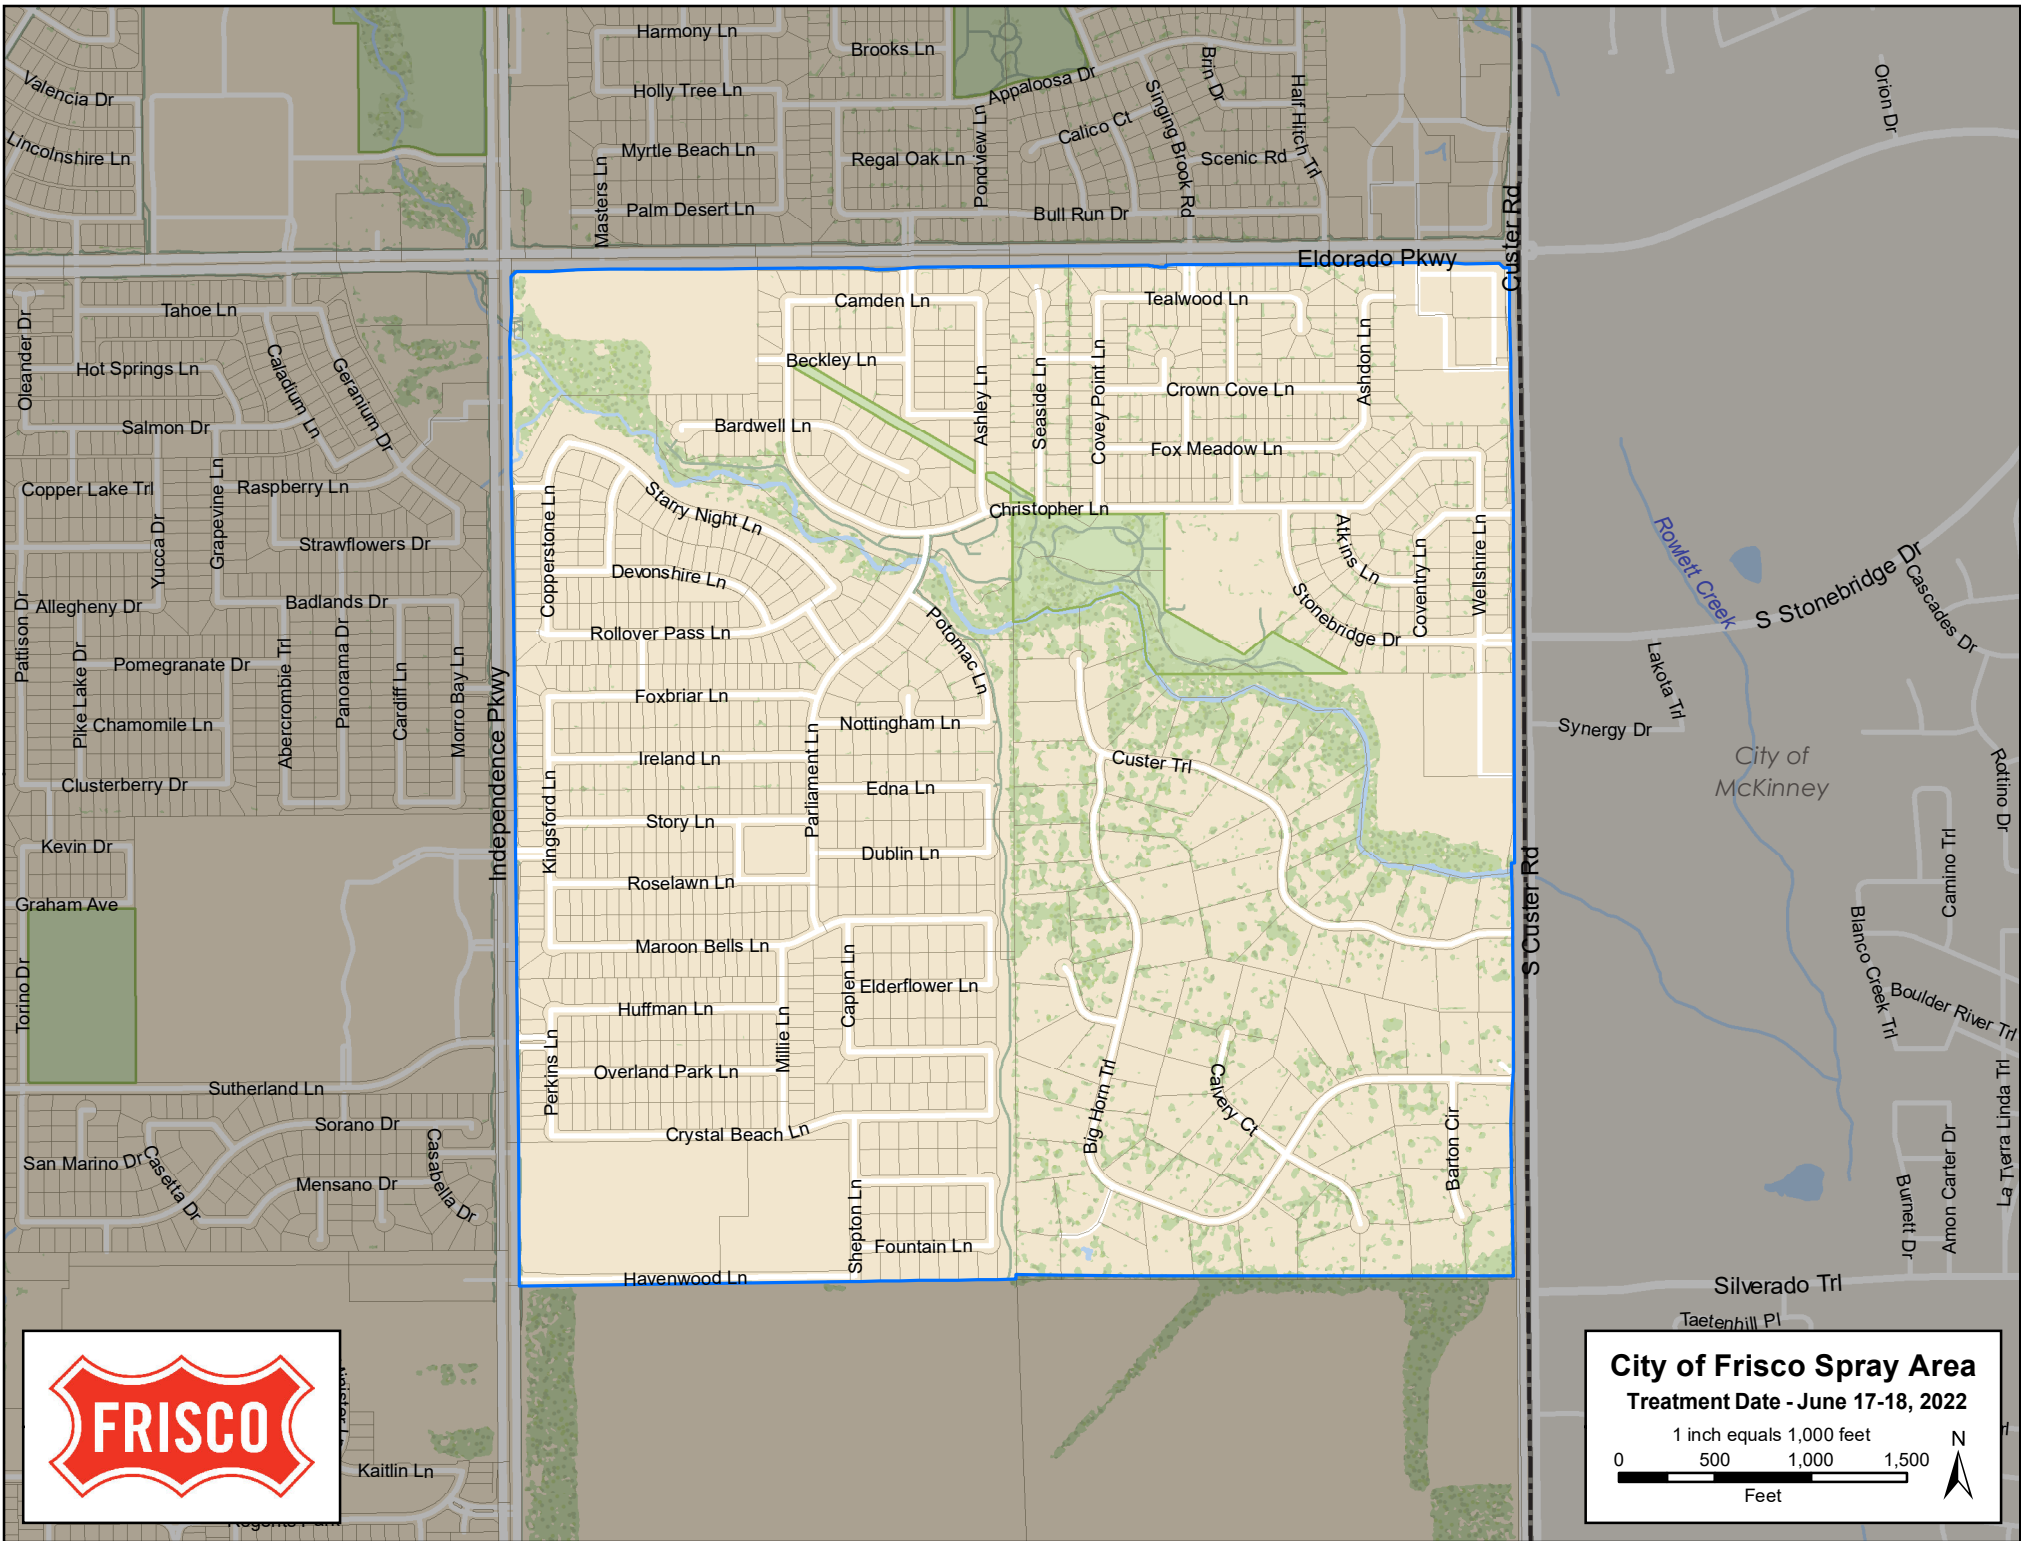 Harmony Ln
Brooks Ln
Valencia Dr
Holly Tree Ln
Appaloosa Dr
Brin Dr
Half Hitch Trl
Orion Dr
Lincolnshire Ln
Myrtle Beach Ln
Regal Oak Ln
Pondview Ln
Calico Ct
Singing Brook Rd
Scenic Rd
Masters Ln
Palm Desert Ln
Bull Run Dr
Custer Rd
Eldorado Pkwy
Oleander Dr
Tahoe Ln
Camden Ln
Tealwood Ln
Hot Springs Ln
Caladium Ln
Geranium Dr
Beckley Ln
Ashley Ln
Seaside Ln
Covey Point Ln
Crown Cove Ln
Ashdon Ln
Salmon Dr
Bardwell Ln
Fox Meadow Ln
Copper Lake Trl
Yucca Dr
Grapevine Ln
Raspberry Ln
Copperstone Ln
Starry Night Ln
Christopher Ln
Atkins Ln
Coventry Ln
Wellshire Ln
Rowlett Creek
Strawflowers Dr
Devonshire Ln
Stonebridge Dr
S Stonebridge Dr
Cascades Dr
Pattison Dr
Allegheny Dr
Badlands Dr
Rollover Pass Ln
Potomac Ln
Pike Lake Dr
Pomegranate Dr
Abercrombie Trl
Panorama Dr
Cardiff Ln
Morro Bay Ln
Independence Pkwy
Foxbriar Ln
Lakota Trl
Chamomile Ln
Parliament Ln
Nottingham Ln
Synergy Dr
Ireland Ln
Custer Trl
City of
McKinney
Rottino Dr
Clusterberry Dr
Kingsford Ln
Edna Ln
Story Ln
Kevin Dr
Dublin Ln
S Custer Rd
Camino Trl
Roselawn Ln
Graham Ave
Blanco Creek Trl
Maroon Bells Ln
Caplen Ln
Torino Dr
Elderflower Ln
Boulder River Trl
Huffman Ln
Millie Ln
Perkins Ln
Overland Park Ln
Big Horn Trl
Calvery Ct
Barton Cir
La Tierra Linda Trl
Sutherland Ln
Sorano Dr
Crystal Beach Ln
San Marino Dr
Casetta Dr
Casabella Dr
Mensano Dr
Burnett Dr
Amon Carter Dr
Shepton Ln
Fountain Ln
Havenwood Ln
Silverado Trl
Taetenhill Pl
Kaitlin Ln
FRISCO
City of Frisco Spray Area
Treatment Date - June 17-18, 2022
1 inch equals 1,000 feet
N
0 500 1,000 1,500
Feet